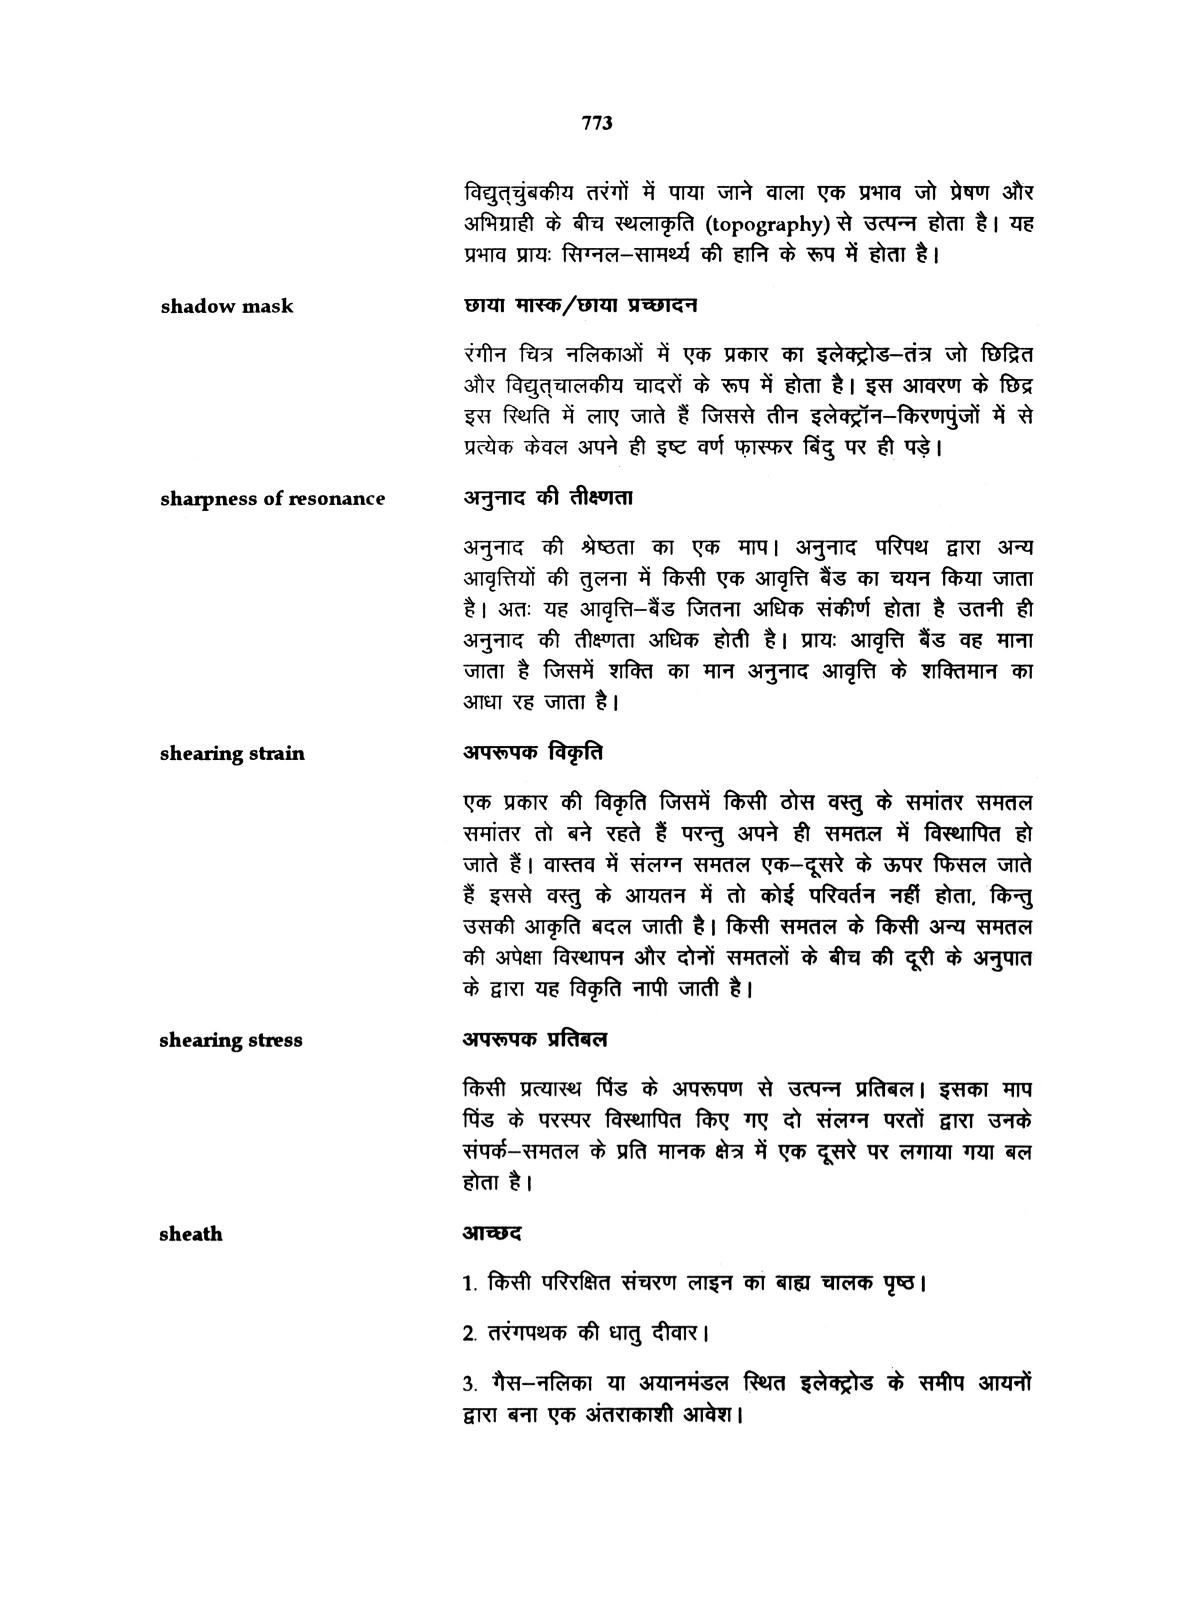 773
विद्युत्चुंबकीय तरंगों में पाया जाने वाला एक प्रभाव जो प्रेषण और
अभिग्राही के बीच स्थलाकृति (topography) से उत्पन्न होता है। यह
प्रभाव प्रायः सिग्नल–सामर्थ्य की हानि के रूप में होता है।
shadow mask छाया मास्क/छाया प्रच्छादन
रंगीन चित्र नलिकाओं में एक प्रकार का इलेक्ट्रोड–तंत्र जो छिद्रित
और विद्युत्चालकीय चादरों के रूप में होता है। इस आवरण के छिद्र
इस स्थिति में लाए जाते हैं जिससे तीन इलेक्ट्रॉन–किरणपुंजों में से
प्रत्येक केवल अपने ही इष्ट वर्ण फ़ास्फर बिंदु पर ही पड़े।
sharpness of resonance अनुनाद की तीक्ष्णता
अनुनाद की श्रेष्ठता का एक माप। अनुनाद परिपथ द्वारा अन्य
आवृत्तियों की तुलना में किसी एक आवृत्ति बैंड का चयन किया जाता
है। अतः यह आवृत्ति–बैंड जितना अधिक संकीर्ण होता है उतनी ही
अनुनाद की तीक्ष्णता अधिक होती है। प्रायः आवृत्ति बैंड वह माना
जाता है जिसमें शक्ति का मान अनुनाद आवृत्ति के शक्तिमान का
आधा रह जाता है।
shearing strain अपरूपक विकृति
एक प्रकार की विकृति जिसमें किसी ठोस वस्तु के समांतर समतल
समांतर तो बने रहते हैं परन्तु अपने ही समतल में विस्थापित हो
जाते हैं। वास्तव में संलग्न समतल एक–दूसरे के ऊपर फिसल जाते
हैं इससे वस्तु के आयतन में तो कोई परिवर्तन नहीं होता, किन्तु
उसकी आकृति बदल जाती है। किसी समतल के किसी अन्य समतल
की अपेक्षा विस्थापन और दोनों समतलों के बीच की दूरी के अनुपात
के द्वारा यह विकृति नापी जाती है।
shearing stress अपरूपक प्रतिबल
किसी प्रत्यास्थ पिंड के अपरूपण से उत्पन्न प्रतिबल। इसका माप
पिंड के परस्पर विस्थापित किए गए दो संलग्न परतों द्वारा उनके
संपर्क–समतल के प्रति मानक क्षेत्र में एक दूसरे पर लगाया गया बल
होता है।
sheath आच्छद
1. किसी परिरक्षित संचरण लाइन का बाह्य चालक पृष्ठ।
2. तरंगपथक की धातु दीवार।
3. गैस–नलिका या अयानमंडल स्थित इलेक्ट्रोड के समीप आयनों
द्वारा बना एक अंतराकाशी आवेश।